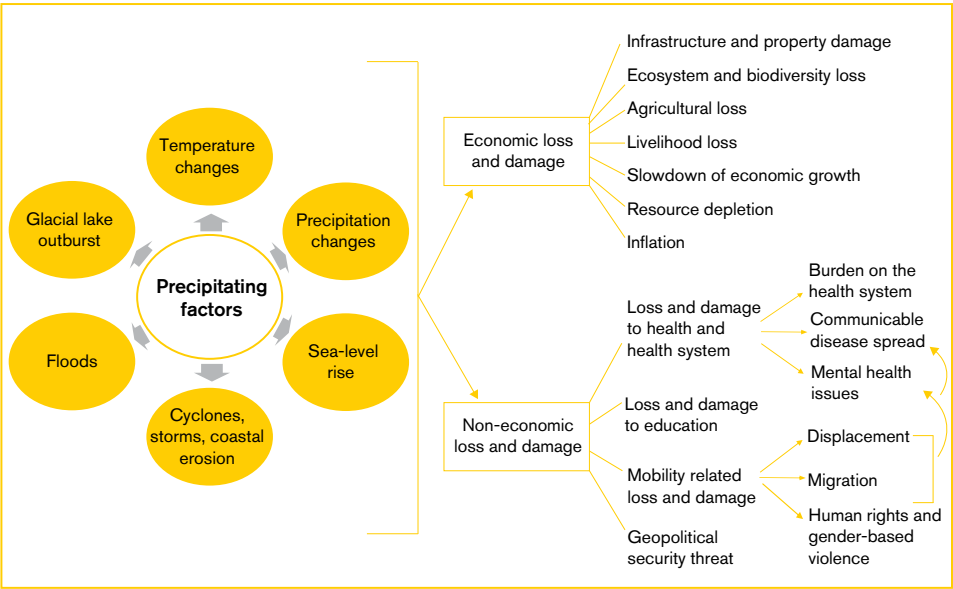 Temperature
changes
Glacial lake
outburst
Precipitation
changes
Precipitating
factors
Floods
Sea-level
rise
Cyclones,
storms, coastal
erosion
Economic loss
and damage
Infrastructure and property damage
Ecosystem and biodiversity loss
Agricultural loss
Livelihood loss
Slowdown of economic growth
Resource depletion
Inflation
Non-economic
loss and damage
Loss and damage
to health and
health system
Burden on the
health system
Communicable
disease spread
Mental health
issues
Loss and damage
to education
Mobility related
loss and damage
Displacement
Migration
Human rights and
gender-based
violence
Geopolitical
security threat